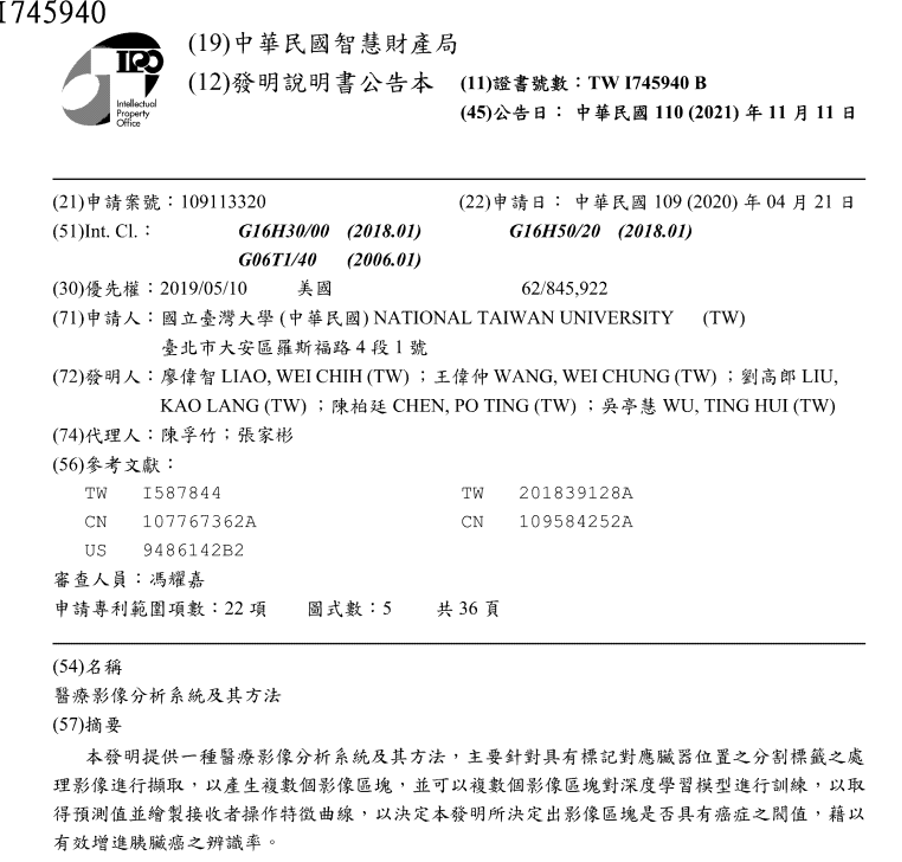 I745940
IPO
Intellectual
Property
Office
(19)中華民國智慧財產局
(12)發明說明書公告本 (11)證書號數：TW I745940 B
(45)公告日： 中華民國 110 (2021) 年 11 月 11 日
(21)申請案號：109113320 (22)申請日： 中華民國 109 (2020) 年 04 月 21 日
(51)Int. Cl.： G16H30/00 (2018.01) G16H50/20 (2018.01)
G06T1/40 (2006.01)
(30)優先權：2019/05/10 美國 62/845,922
(71)申請人：國立臺灣大學 (中華民國) NATIONAL TAIWAN UNIVERSITY (TW)
臺北市大安區羅斯福路 4 段 1 號
(72)發明人：廖偉智 LIAO, WEI CHIH (TW) ；王偉仲 WANG, WEI CHUNG (TW) ；劉高郎 LIU,
KAO LANG (TW) ；陳柏廷 CHEN, PO TING (TW) ；吳亭慧 WU, TING HUI (TW)
(74)代理人：陳孚竹；張家彬
(56)參考文獻：
TW I587844 TW 201839128A
CN 107767362A CN 109584252A
US 9486142B2
審查人員：馮耀嘉
申請專利範圍項數：22 項 圖式數：5 共 36 頁
(54)名稱
醫療影像分析系統及其方法
(57)摘要
本發明提供一種醫療影像分析系統及其方法，主要針對具有標記對應臟器位置之分割標籤之處
理影像進行擷取，以產生複數個影像區塊，並可以複數個影像區塊對深度學習模型進行訓練，以取
得預測值並繪製接收者操作特徵曲線，以決定本發明所決定出影像區塊是否具有癌症之閥值，藉以
有效增進胰臟癌之辨識率。